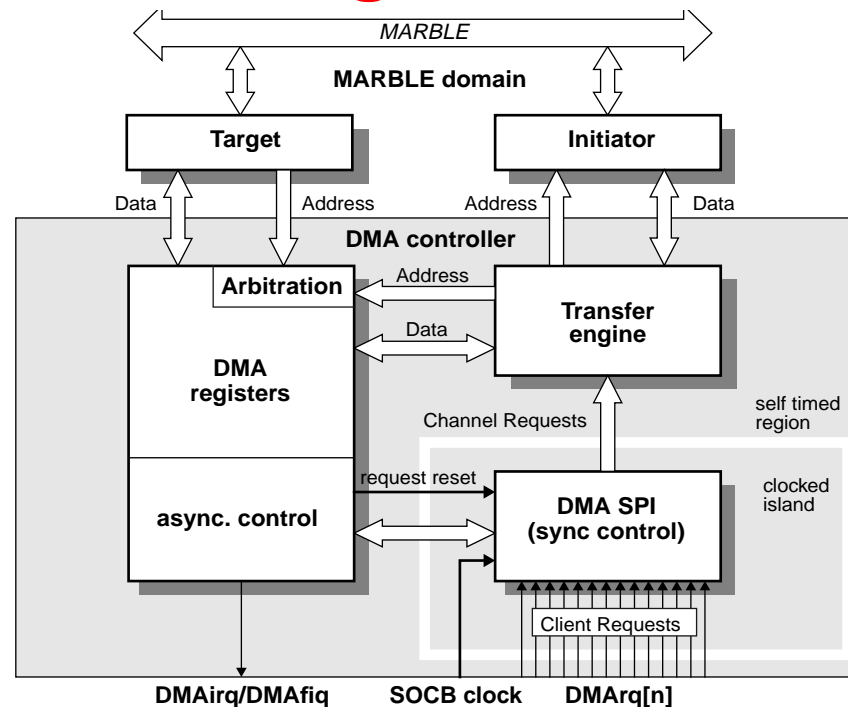 MARBLE
MARBLE domain
Target
Initiator
Data
Address
Address
Data
DMA controller
Arbitration
Address
Transfer
engine
Data
DMA
registers
self timed
region
Channel Requests
request reset
clocked
island
DMA SPI
(sync control)
async. control
Client Requests
DMAirq/DMAfiq
SOCB clock
DMArq[n]